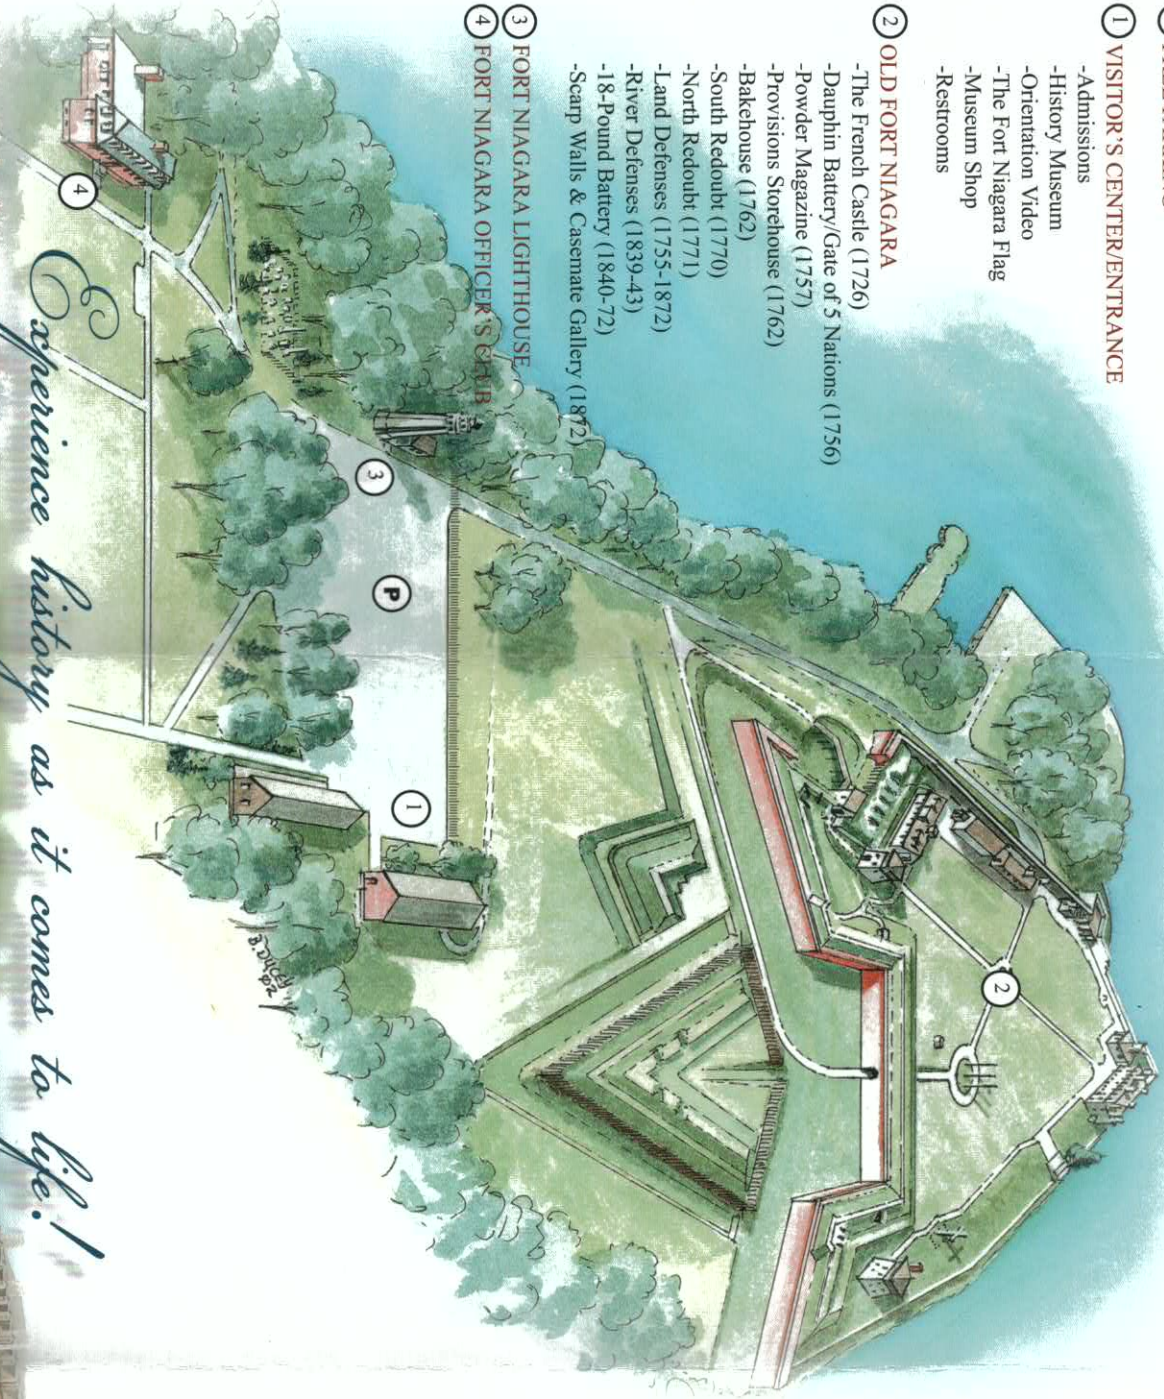 ① VISITOR'S CENTER/ENTRANCE
-Admissions
-History Museum
-Orientation Video
-The Fort Niagara Flag
-Museum Shop
-Restrooms
② OLD FORT NIAGARA
-The French Castle (1726)
-Dauphin Battery/Gate of 5 Nations (1756)
-Powder Magazine (1757)
-Provisions Storehouse (1762)
-Bakehouse (1762)
-South Redoubt (1770)
-North Redoubt (1771)
-Land Defenses (1755-1872)
-River Defenses (1839-43)
-18-Pound Battery (1840-72)
-Scarp Walls & Casemate Gallery (1872)
③ FORT NIAGARA LIGHTHOUSE
④ FORT NIAGARA OFFICER'S CLUB
②
③
P
①
④
Experience history as it comes to life!